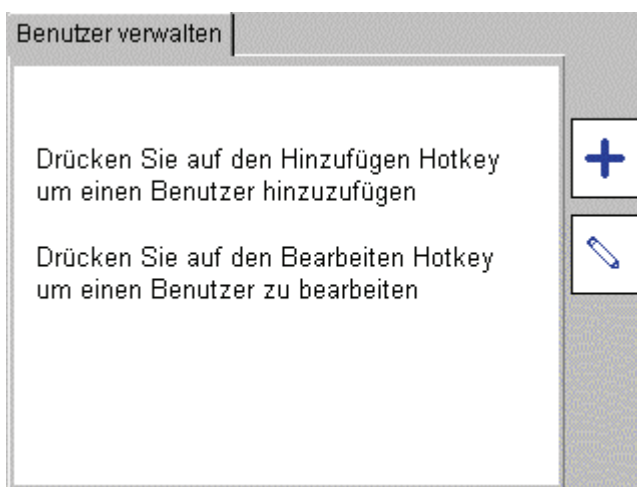 Benutzer verwalten
Drücken Sie auf den Hinzufügen Hotkey
um einen Benutzer hinzuzufügen
Drücken Sie auf den Bearbeiten Hotkey
um einen Benutzer zu bearbeiten